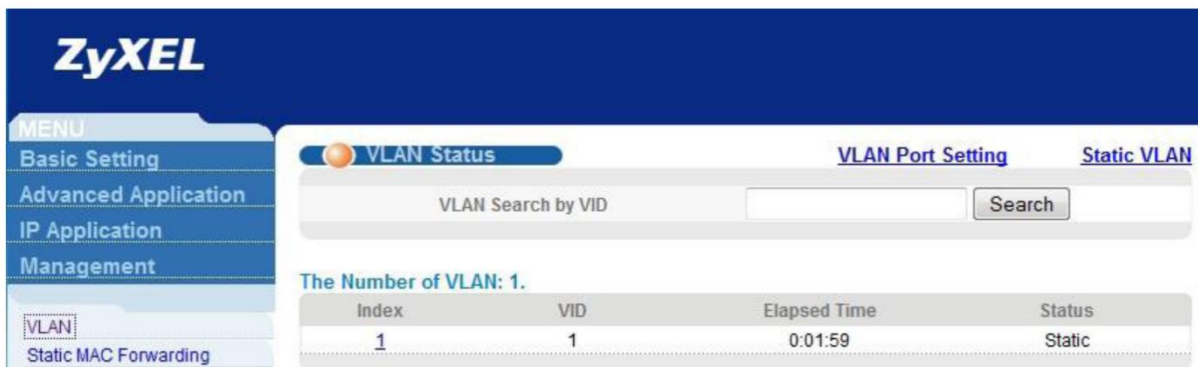 ZyXEL
MENU
Basic Setting
Advanced Application
IP Application
Management
VLAN
Static MAC Forwarding
VLAN Status
VLAN Port Setting
Static VLAN
VLAN Search by VID
Search
The Number of VLAN: 1.
Index VID Elapsed Time Status
1 1 0:01:59 Static